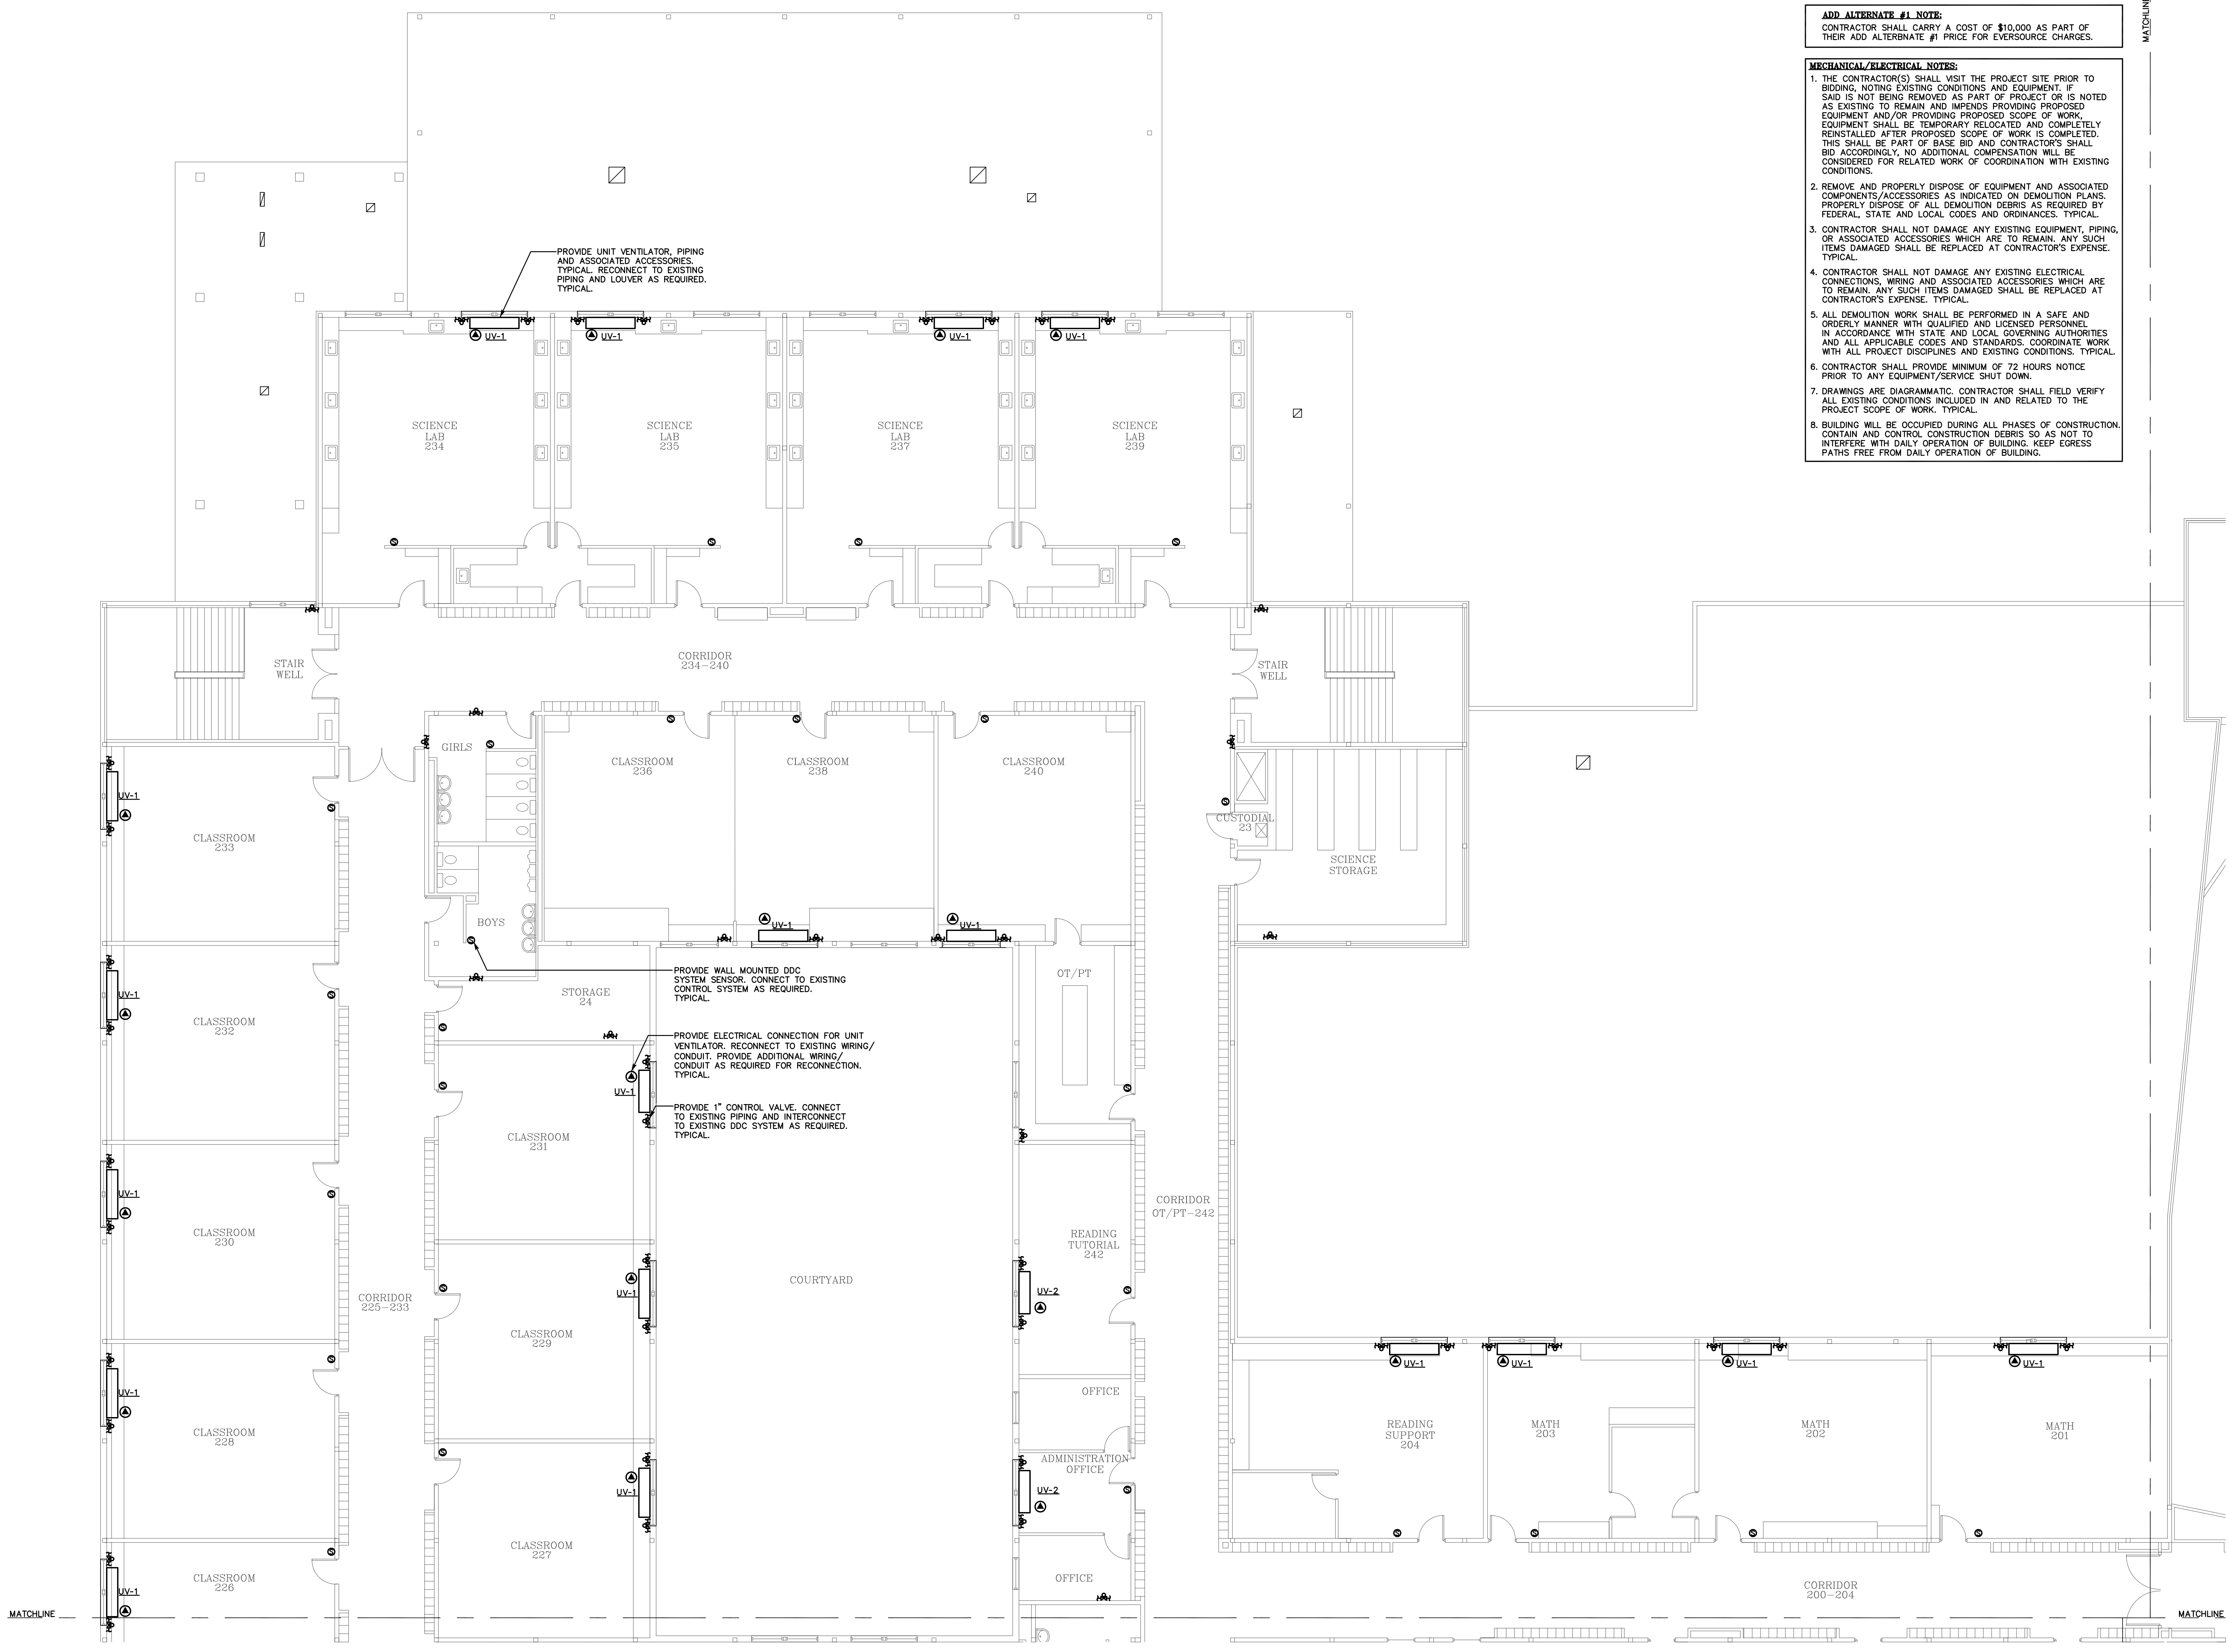 ADD ALTERNATE #1 NOTE:
CONTRACTOR SHALL CARRY A COST OF $10,000 AS PART OF
THEIR ADD ALTERBNATE #1 PRICE FOR EVERSOURCE CHARGES.
MATCHLINE
MECHANICAL/ELECTRICAL NOTES:
1. THE CONTRACTOR(S) SHALL VISIT THE PROJECT SITE PRIOR TO
BIDDING, NOTING EXISTING CONDITIONS AND EQUIPMENT. IF
SAID IS NOT BEING REMOVED AS PART OF PROJECT OR IS NOTED
AS EXISTING TO REMAIN AND IMPENDS PROVIDING PROPOSED
EQUIPMENT AND/OR PROVIDING PROPOSED SCOPE OF WORK,
EQUIPMENT SHALL BE TEMPORARY RELOCATED AND COMPLETELY
REINSTALLED AFTER PROPOSED SCOPE OF WORK IS COMPLETED.
THIS SHALL BE PART OF BASE BID AND CONTRACTOR'S SHALL
BID ACCORDINGLY, NO ADDITIONAL COMPENSATION WILL BE
CONSIDERED FOR RELATED WORK OF COORDINATION WITH EXISTING
CONDITIONS.
2. REMOVE AND PROPERLY DISPOSE OF EQUIPMENT AND ASSOCIATED
COMPONENTS/ACCESSORIES AS INDICATED ON DEMOLITION PLANS.
PROPERLY DISPOSE OF ALL DEMOLITION DEBRIS AS REQUIRED BY
FEDERAL, STATE AND LOCAL CODES AND ORDINANCES. TYPICAL.
3. CONTRACTOR SHALL NOT DAMAGE ANY EXISTING EQUIPMENT, PIPING,
OR ASSOCIATED ACCESSORIES WHICH ARE TO REMAIN. ANY SUCH
ITEMS DAMAGED SHALL BE REPLACED AT CONTRACTOR'S EXPENSE.
TYPICAL.
4. CONTRACTOR SHALL NOT DAMAGE ANY EXISTING ELECTRICAL
CONNECTIONS, WIRING AND ASSOCIATED ACCESSORIES WHICH ARE
TO REMAIN. ANY SUCH ITEMS DAMAGED SHALL BE REPLACED AT
CONTRACTOR'S EXPENSE. TYPICAL.
5. ALL DEMOLITION WORK SHALL BE PERFORMED IN A SAFE AND
ORDERLY MANNER WITH QUALIFIED AND LICENSED PERSONNEL
IN ACCORDANCE WITH STATE AND LOCAL GOVERNING AUTHORITIES
AND ALL APPLICABLE CODES AND STANDARDS. COORDINATE WORK
WITH ALL PROJECT DISCIPLINES AND EXISTING CONDITIONS. TYPICAL.
6. CONTRACTOR SHALL PROVIDE MINIMUM OF 72 HOURS NOTICE
PRIOR TO ANY EQUIPMENT/SERVICE SHUT DOWN.
7. DRAWINGS ARE DIAGRAMMATIC. CONTRACTOR SHALL FIELD VERIFY
ALL EXISTING CONDITIONS INCLUDED IN AND RELATED TO THE
PROJECT SCOPE OF WORK. TYPICAL.
8. BUILDING WILL BE OCCUPIED DURING ALL PHASES OF CONSTRUCTION.
CONTAIN AND CONTROL CONSTRUCTION DEBRIS SO AS NOT TO
INTERFERE WITH DAILY OPERATION OF BUILDING. KEEP EGRESS
PATHS FREE FROM DAILY OPERATION OF BUILDING.
PROVIDE UNIT VENTILATOR, PIPING
AND ASSOCIATED ACCESSORIES.
TYPICAL. RECONNECT TO EXISTING
PIPING AND LOUVER AS REQUIRED.
TYPICAL.
UV-1
UV-1
UV-1
UV-1
SCIENCE
LAB
234
SCIENCE
LAB
235
SCIENCE
LAB
237
SCIENCE
LAB
239
STAIR
WELL
CORRIDOR
234-240
STAIR
WELL
GIRLS
CLASSROOM
236
CLASSROOM
238
CLASSROOM
240
UV-1
CLASSROOM
233
CUSTODIAL
23
SCIENCE
STORAGE
BOYS
UV-1
UV-1
PROVIDE WALL MOUNTED DDC
SYSTEM SENSOR. CONNECT TO EXISTING
CONTROL SYSTEM AS REQUIRED.
TYPICAL.
OT/PT
UV-1
STORAGE
24
CLASSROOM
232
PROVIDE ELECTRICAL CONNECTION FOR UNIT
VENTILATOR. RECONNECT TO EXISTING WIRING/
CONDUIT. PROVIDE ADDITIONAL WIRING/
CONDUIT AS REQUIRED FOR RECONNECTION.
TYPICAL.
UV-1
PROVIDE 1" CONTROL VALVE. CONNECT
TO EXISTING PIPING AND INTERCONNECT
TO EXISTING DDC SYSTEM AS REQUIRED.
TYPICAL.
CLASSROOM
231
UV-1
CLASSROOM
230
CORRIDOR
OT/PT-242
READING
TUTORIAL
242
COURTYARD
UV-1
UV-2
CORRIDOR
225-233
CLASSROOM
229
UV-1
UV-1
UV-1
UV-1
UV-1
CLASSROOM
228
OFFICE
READING
SUPPORT
204
MATH
203
MATH
202
MATH
201
ADMINISTRATION
OFFICE
UV-1
UV-2
CLASSROOM
227
UV-1
CLASSROOM
226
OFFICE
CORRIDOR
200-204
MATCHLINE
MATCHLINE